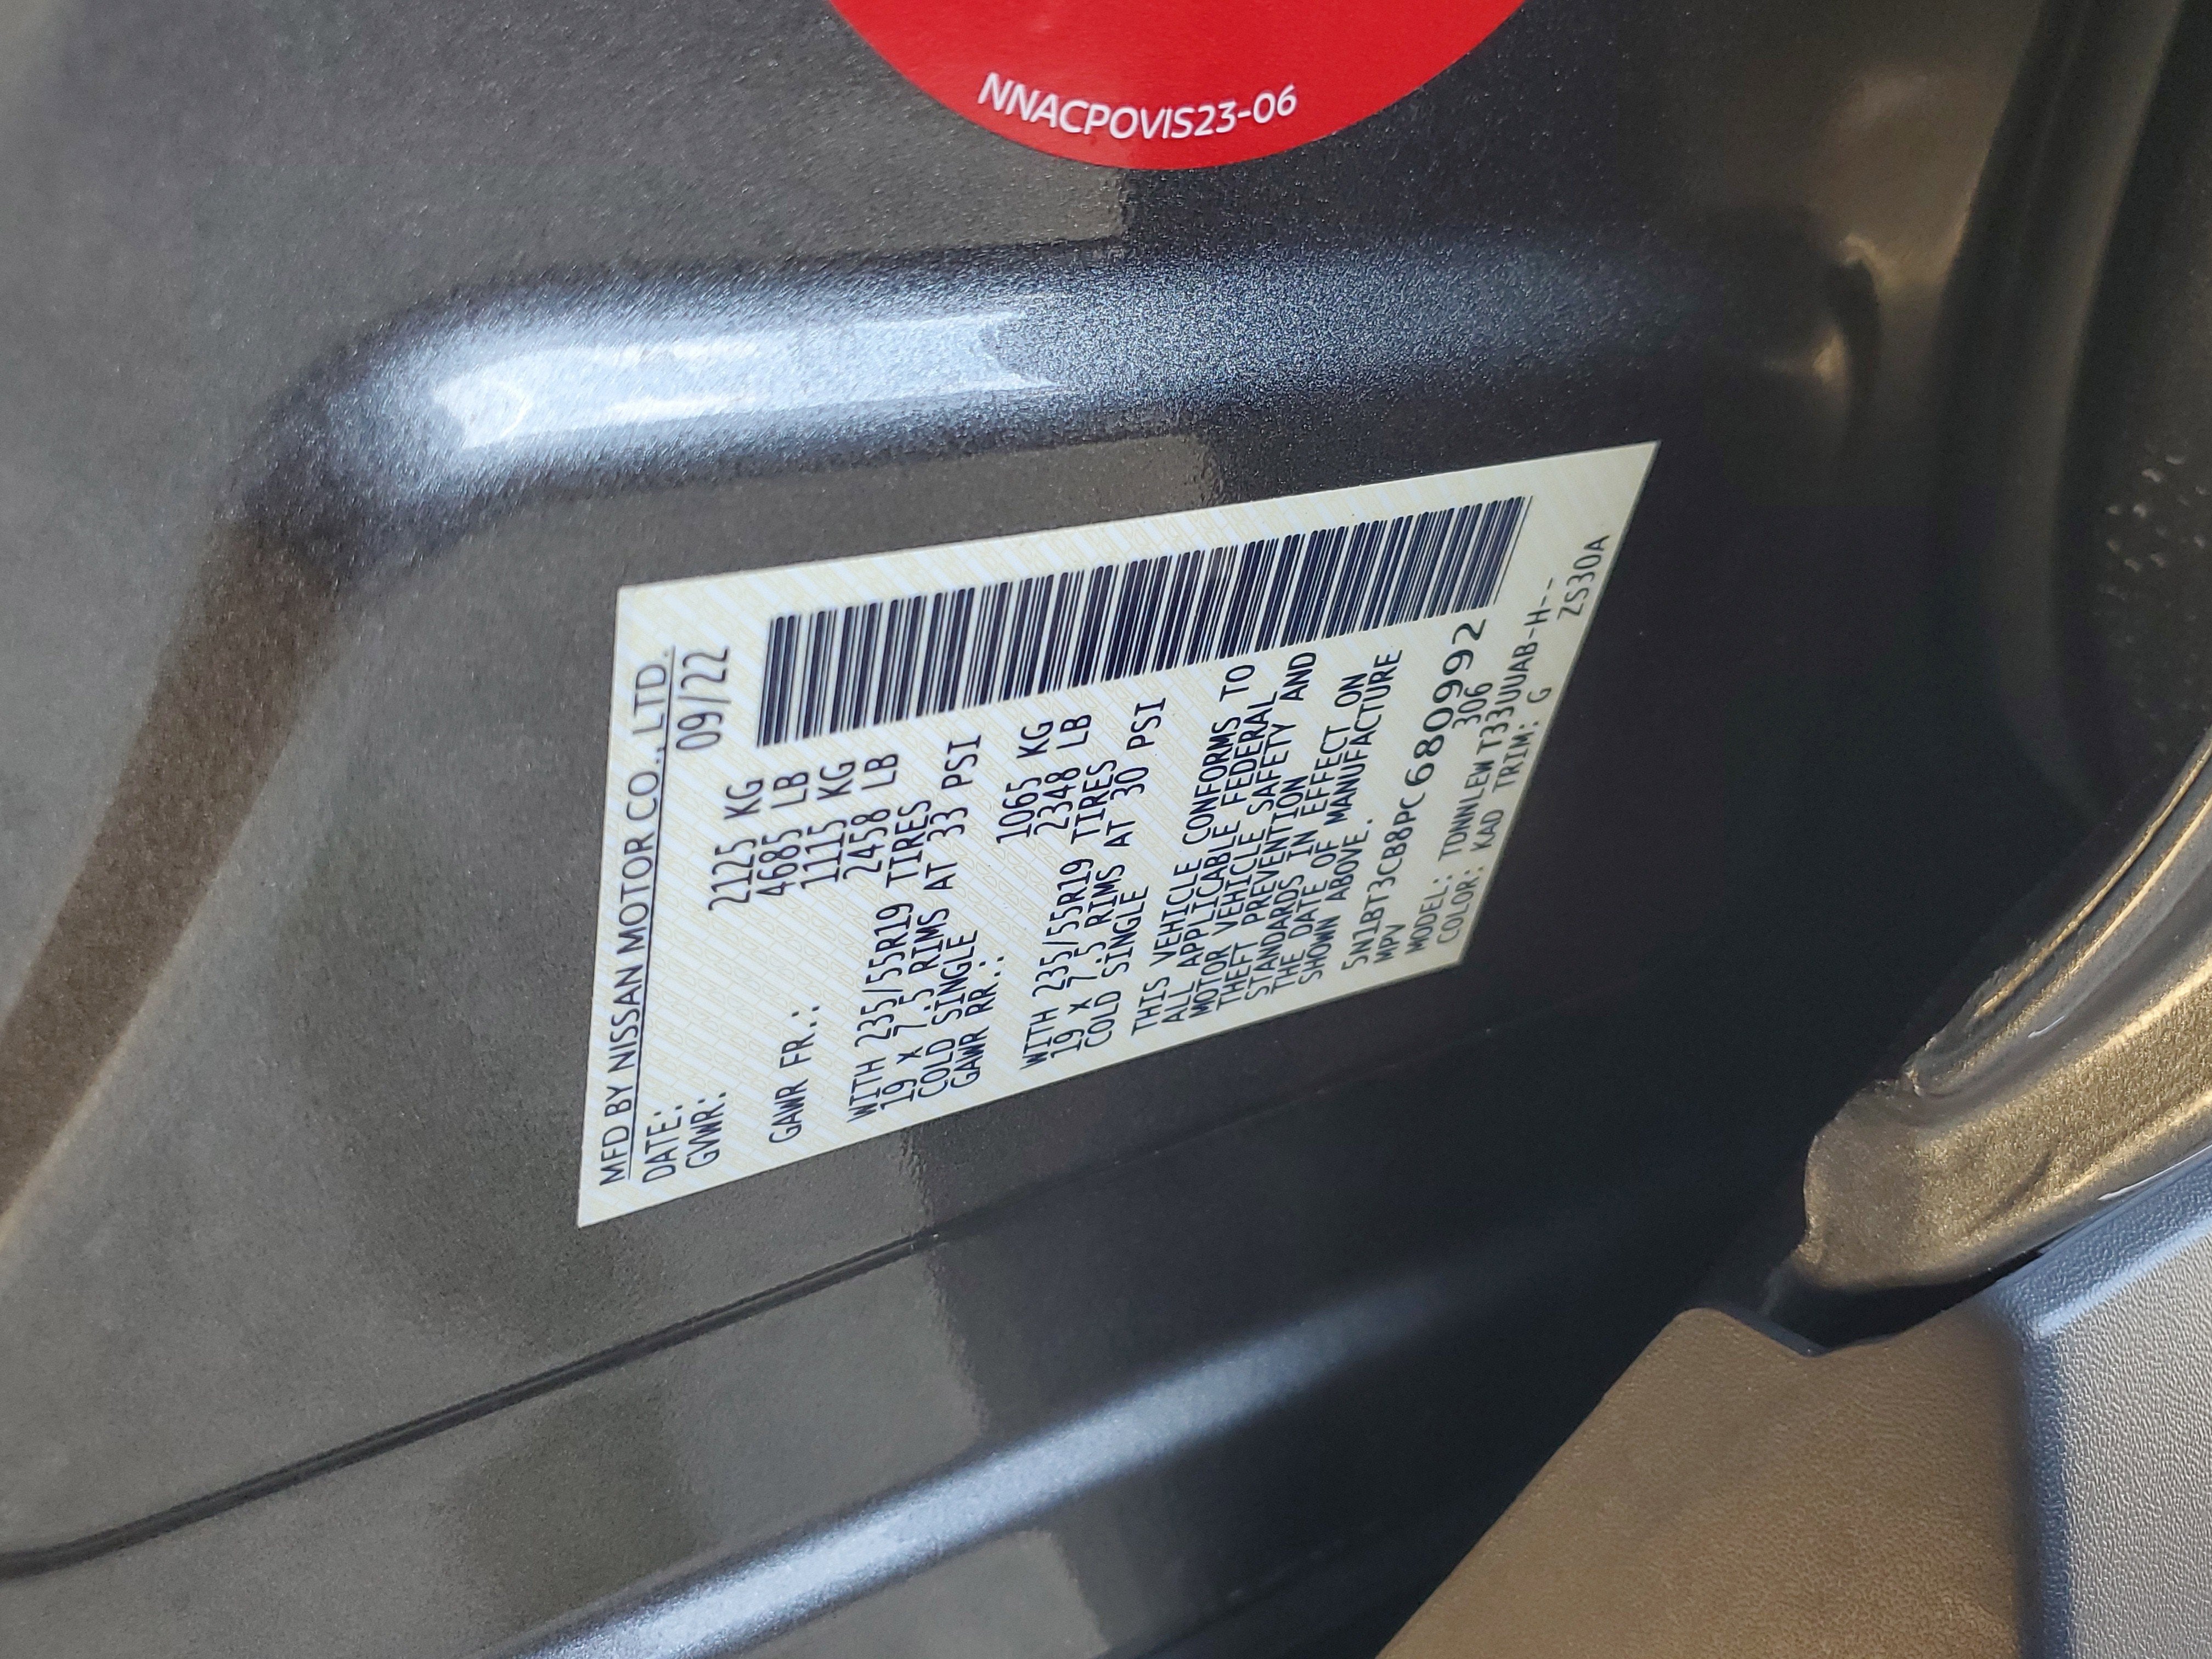 NNACPOVIS23-06
MFD BY NISSAN MOTOR CO., LTD.
DATE: 09/22
GVWR: 2125 KG
4685 LB
GAWR FR.: 1115 KG
2458 LB
WITH 235/55R19 TIRES
19 x 7.5 RIMS AT 33 PSI
COLD SINGLE
GAWR RR.: 1065 KG
2348 LB
WITH 235/55R19 TIRES
19 x 7.5 RIMS AT 30 PSI
COLD SINGLE
THIS VEHICLE CONFORMS TO
ALL APPLICABLE FEDERAL
MOTOR VEHICLE SAFETY AND
THEFT PREVENTION
STANDARDS IN EFFECT ON
THE DATE OF MANUFACTURE
SHOWN ABOVE.
5N1BT3CB8PC680992
MPV 306
MODEL: TDNNLEW T33UUAB-H--
COLOR: KAD TRIM: G
ZS30A